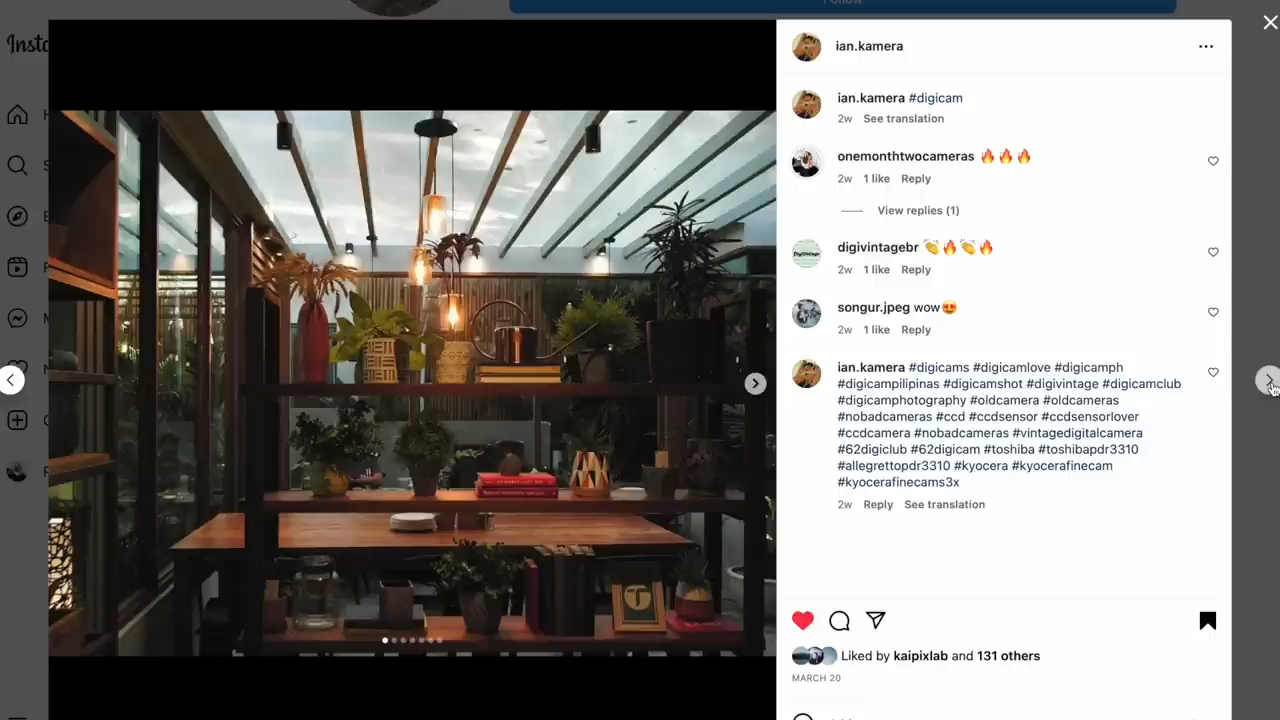 Follow
Insta
ian.kamera
ian.kamera #digicam
2w See translation
onemonthtwocameras 🔥🔥🔥
2w 1 like Reply
View replies (1)
digivintagebr 👏🔥👏🔥
2w 1 like Reply
songur.jpeg wow😍
2w 1 like Reply
ian.kamera #digicams #digicamlove #digicamph
#digicampilipinas #digicamshot #digivintage #digicamclub
#digicamphotography #oldcamera #oldcameras
#nobadcameras #ccd #ccdsensor #ccdsensorlover
#ccdcamera #nobadcameras #vintagedigitalcamera
#62digiclub #62digicam #toshiba #toshibapdr3310
#allegrettopdr3310 #kyocera #kyocerafinecam
#kyocerafinecams3x
2w Reply See translation
Liked by kaipixlab and 131 others
MARCH 20